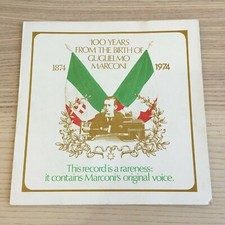 100 YEARS
FROM THE BIRTH OF
GUGLIELMO
MARCONI
1874
1974
This record is a rareness:
it contains Marconi's original voice.